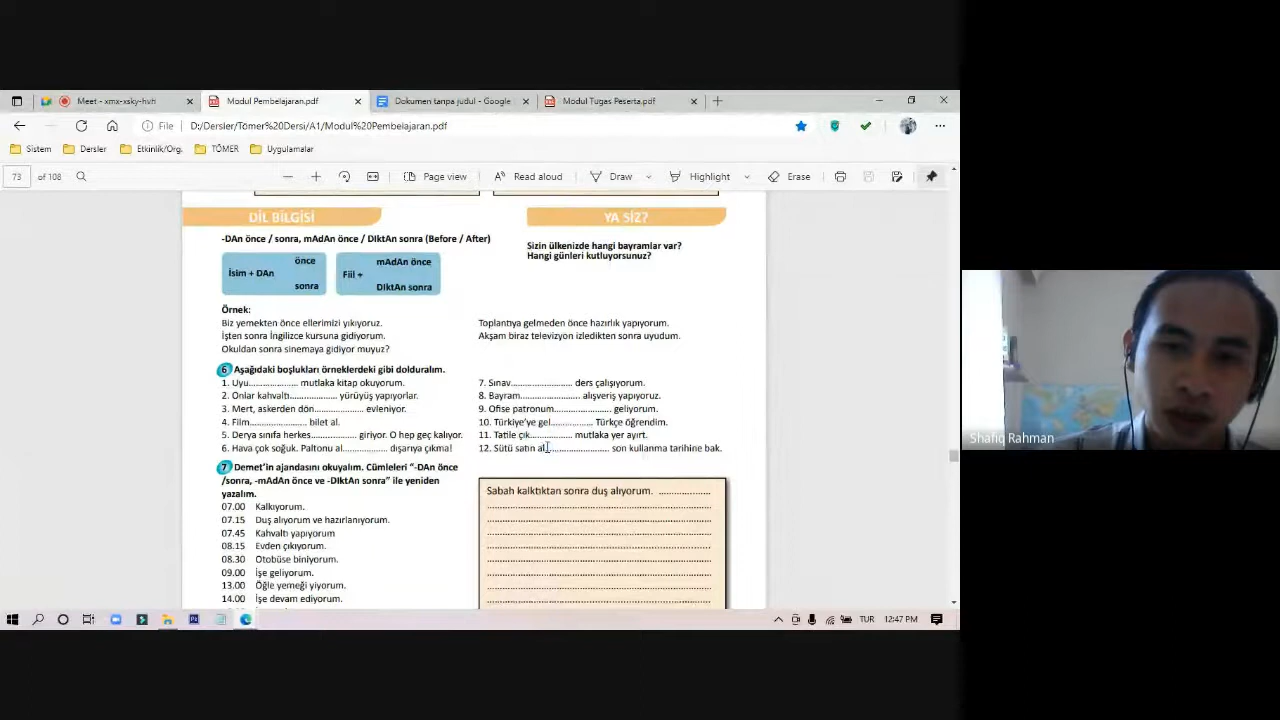 Meet - xmx-xsky-hvh
Modul Pembelajaran.pdf
Dokumen tanpa judul - Google
Modul Tugas Peserta.pdf
File
D:/Dersler/Tömer%20Dersi/A1/Modul%20Pembelajaran.pdf
Sistem
Dersler
Etkinlik/Org.
TÖMER
Uygulamalar
73 of 108
Page view
Read aloud
Draw
Highlight
Erase
DİL BİLGİSİ
-DAn önce / sonra, mAdAn önce / DIktAn sonra (Before / After)
İsim + DAn
önce
sonra
Fiil +
mAdAn önce
DIktAn sonra
YA SİZ?
Sizin ülkenizde hangi bayramlar var?
Hangi günleri kutluyorsunuz?
Örnek:
Biz yemekten önce ellerimizi yıkıyoruz.
İşten sonra İngilizce kursuna gidiyorum.
Okuldan sonra sinemaya gidiyor muyuz?
Toplantıya gelmeden önce hazırlık yapıyorum.
Akşam biraz televizyon izledikten sonra uyudum.
6 Aşağıdaki boşlukları örneklerdeki gibi dolduralım.
1. Uyu.................. mutlaka kitap okuyorum.
2. Onlar kahvaltı.................. yürüyüş yapıyorlar.
3. Mert, askerden dön.................. evleniyor.
4. Film.................. bilet al.
5. Derya sınıfa herkes................ giriyor. O hep geç kalıyor.
6. Hava çok soğuk. Paltonu al................ dışarıya çıkma!
7. Sınav...................... ders çalışıyorum.
8. Bayram...................... alışveriş yapıyoruz.
9. Ofise patronum..................... geliyorum.
10. Türkiye'ye gel................ Türkçe öğrendim.
11. Tatile çık................ mutlaka yer ayırt.
12. Sütü satın al...................... son kullanma tarihine bak.
7 Demet'in ajandasını okuyalım. Cümleleri "-DAn önce
/sonra, -mAdAn önce ve -DIktAn sonra" ile yeniden
yazalım.
07.00 Kalkıyorum.
07.15 Duş alıyorum ve hazırlanıyorum.
07.45 Kahvaltı yapıyorum
08.15 Evden çıkıyorum.
08.30 Otobüse biniyorum.
09.00 İşe geliyorum.
13.00 Öğle yemeği yiyorum.
14.00 İşe devam ediyorum.
Sabah kalktıktan sonra duş alıyorum. ...................
TUR
12:47 PM
Shafiq Rahman